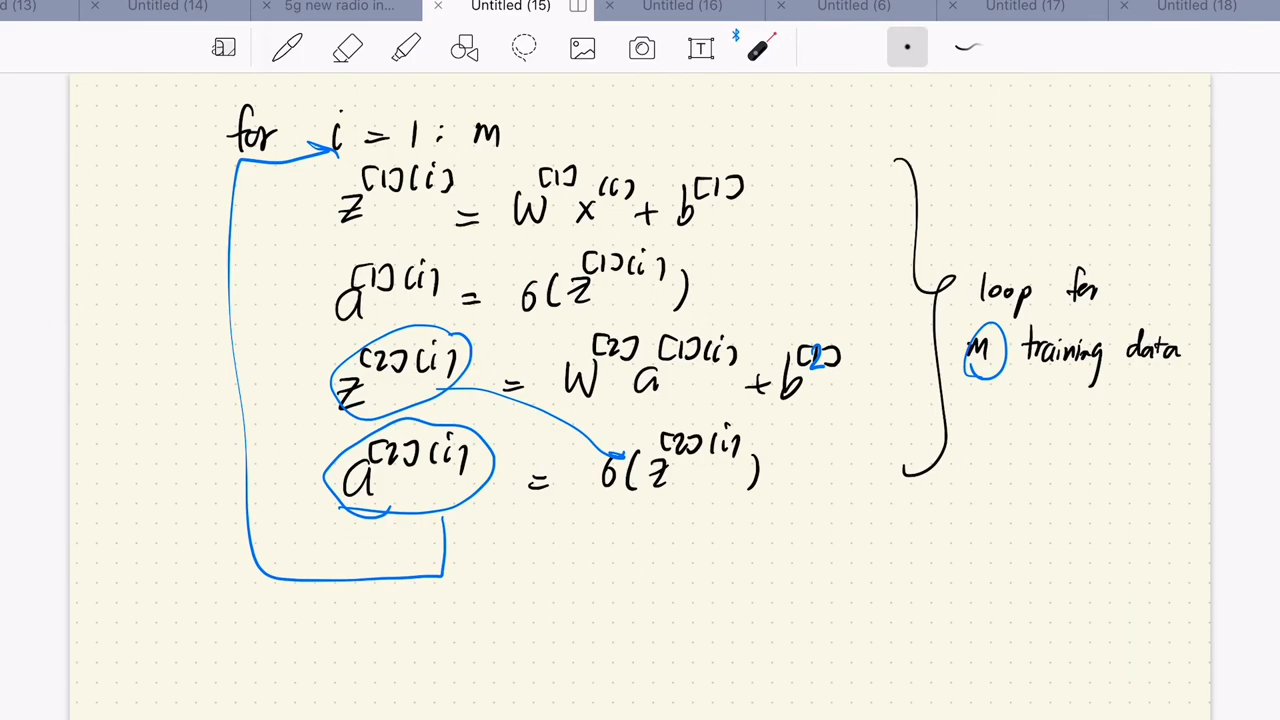 d (13) Untitled (14) 5g new radio in... Untitled (15) Untitled (16) Untitled (6) Untitled (17) Untitled (18)
T
for i = 1 : m
z^[1](i) = W^[1] x^(i) + b^[1]
a^[1](i) = σ(z^[1](i))
z^[2](i) = W^[2] a^[1](i) + b^[2]
a^[2](i) = σ(z^[2](i))
loop for
m training data